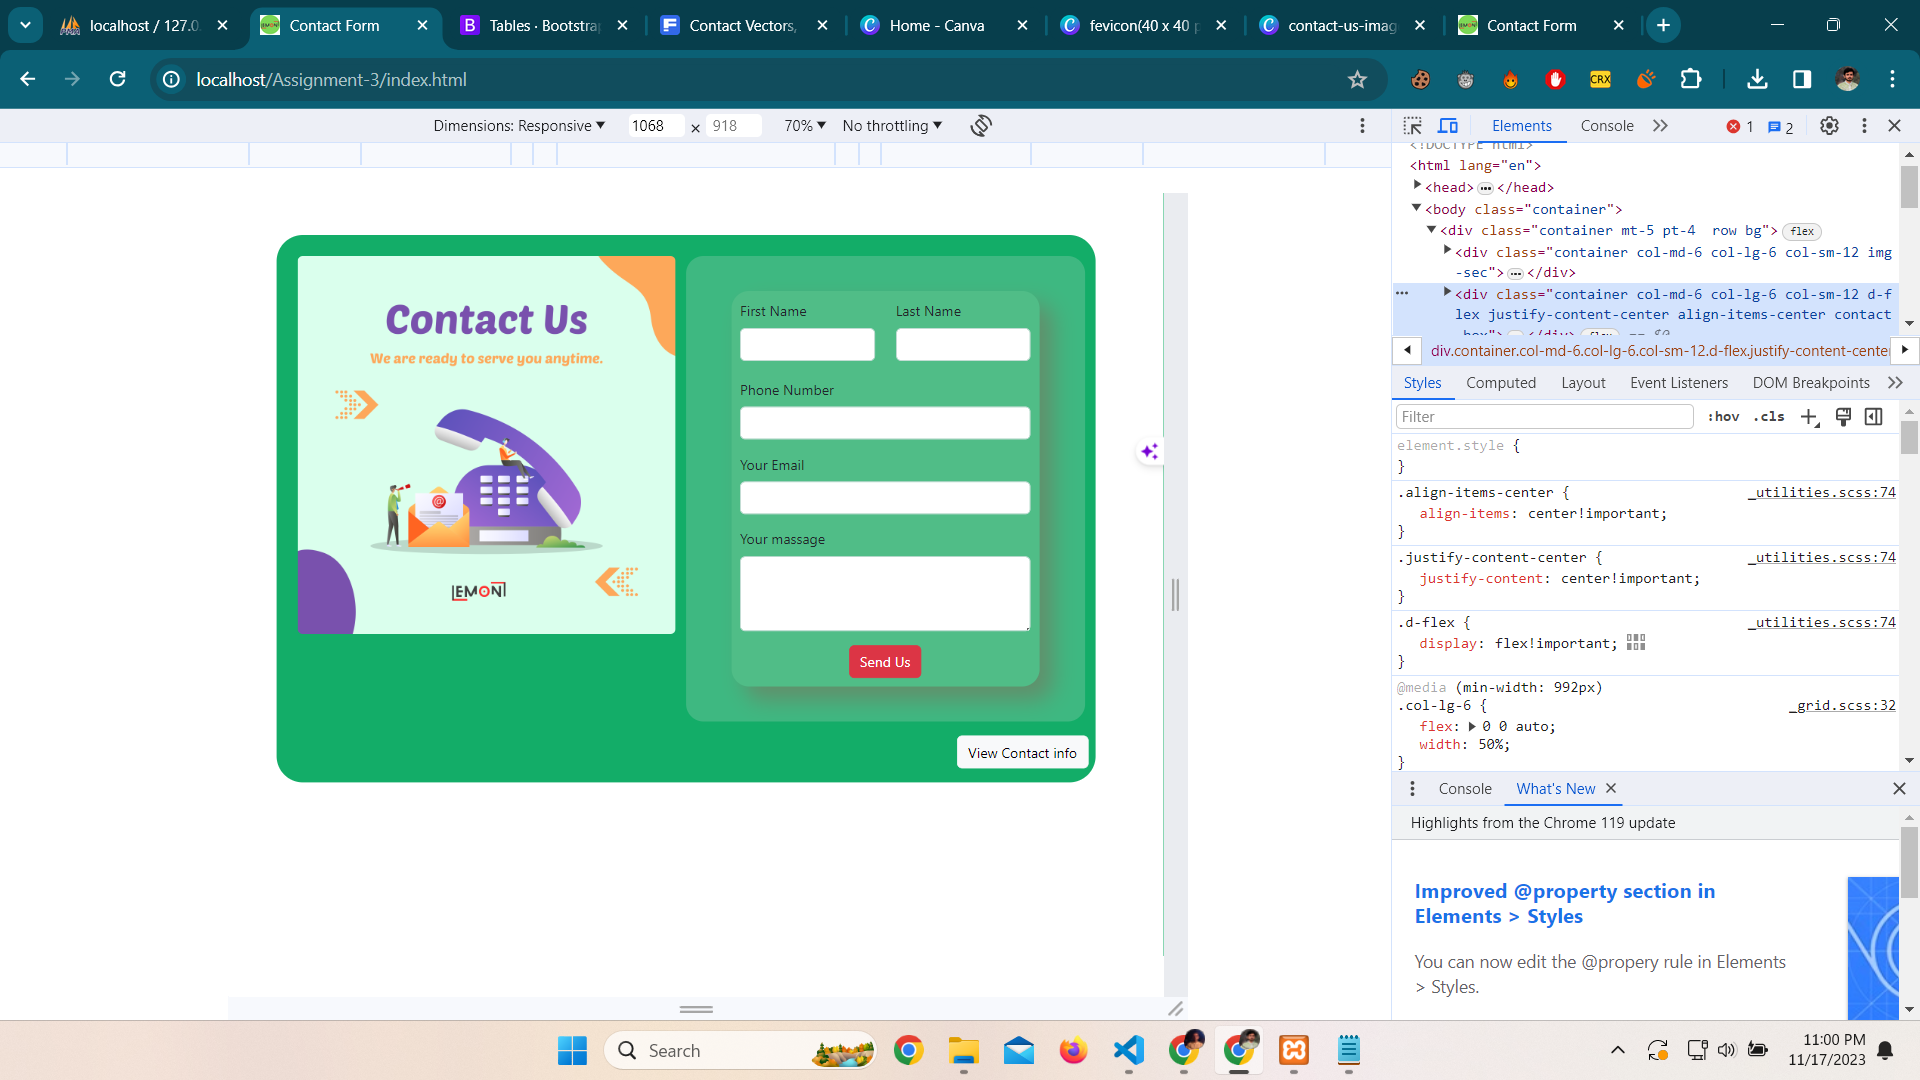 localhost / 127.0.
Contact Form
Tables · Bootstrap
Contact Vectors,
Home - Canva
fevicon(40 x 40 p
contact-us-imag
Contact Form
localhost/Assignment-3/index.html
CRX
Dimensions: Responsive
1068 x 918
70%
No throttling
Elements
Console
1
2
<!DOCTYPE html>
<html lang="en">
<head> ••• </head>
<body class="container">
<div class="container mt-5 pt-4  row bg"> flex
<div class="container col-md-6 col-lg-6 col-sm-12 img
-sec"> ••• </div>
<div class="container col-md-6 col-lg-6 col-sm-12 d-f
lex justify-content-center align-items-center contact
div.container.col-md-6.col-lg-6.col-sm-12.d-flex.justify-content-cente
Styles
Computed
Layout
Event Listeners
DOM Breakpoints
Filter
:hov
.cls
element.style {
}
.align-items-center {
_utilities.scss:74
align-items: center!important;
}
.justify-content-center {
_utilities.scss:74
justify-content: center!important;
}
.d-flex {
_utilities.scss:74
display: flex!important;
}
@media (min-width: 992px)
.col-lg-6 {
_grid.scss:32
flex: 0 0 auto;
width: 50%;
}
Console
What's New
Highlights from the Chrome 119 update
Improved @property section in
Elements > Styles
You can now edit the @propery rule in Elements
> Styles.
Contact Us
We are ready to serve you anytime.
@
LEMON
First Name
Last Name
Phone Number
Your Email
Your massage
Send Us
View Contact info
Search
11:00 PM
11/17/2023